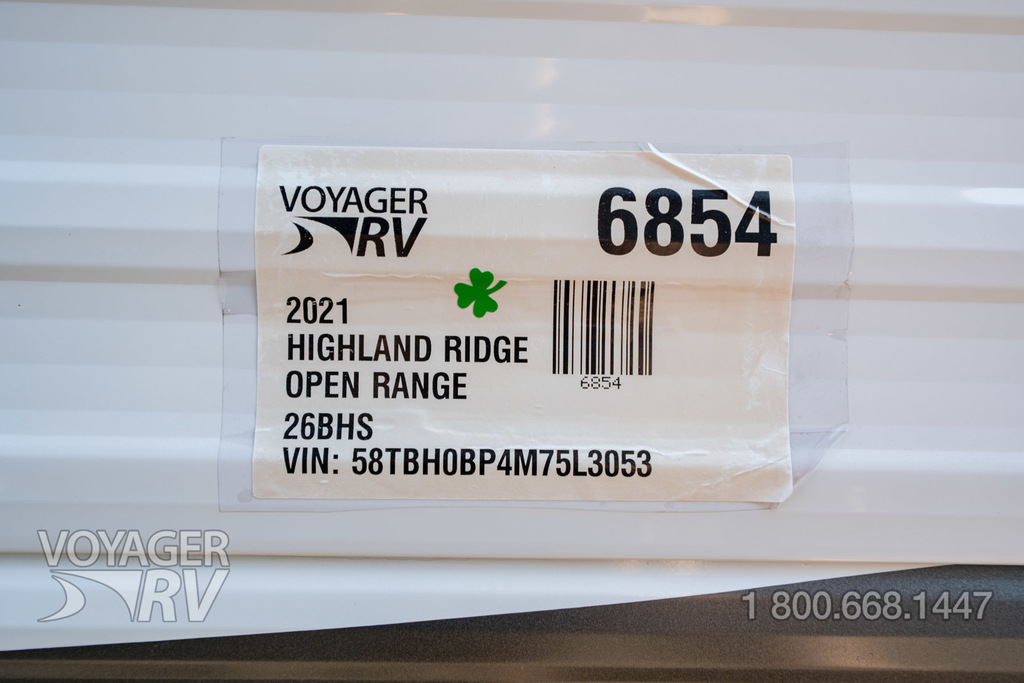 VOYAGER
RV
6854
2021
HIGHLAND RIDGE
OPEN RANGE
6854
26BHS
VIN: 58TBH0BP4M75L3053
VOYAGER
RV
1 800.668.1447